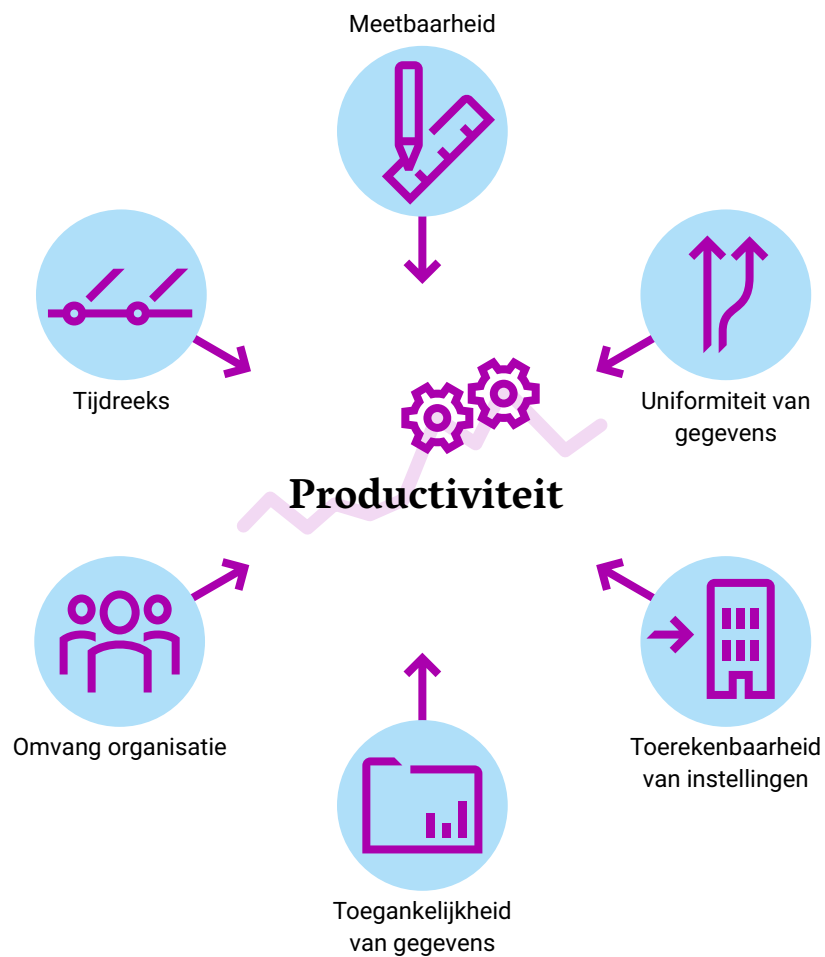 Meetbaarheid
Tijdreeks
Uniformiteit van
gegevens
Productiviteit
Omvang organisatie
Toerekenbaarheid
van instellingen
Toegankelijkheid
van gegevens